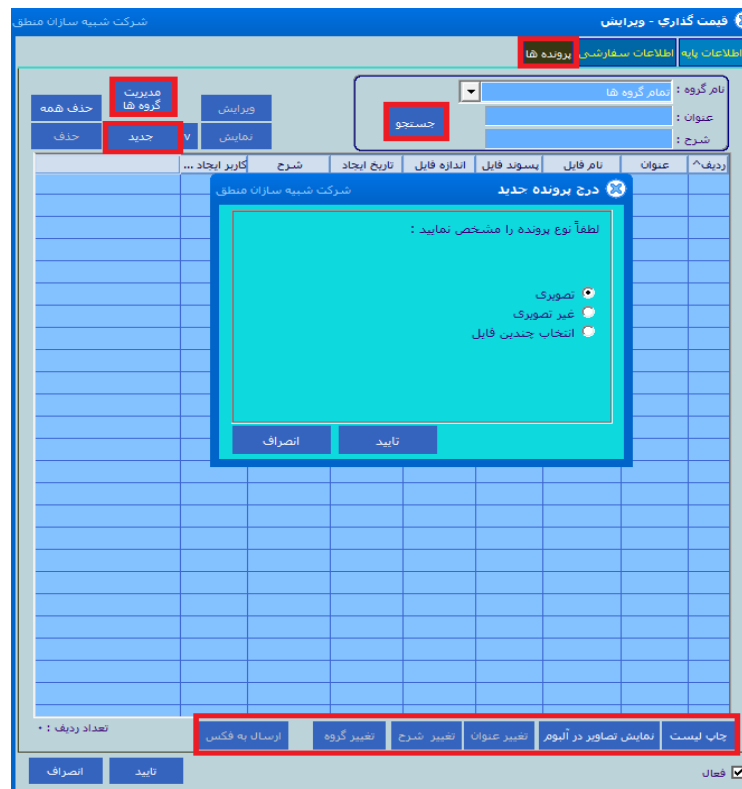 قیمت گذاري - ویرایش
شرکت شبیه سازان منطق
اطلاعات پایه اطلاعات سفارشی پرونده ها
نام گروه : تمام گروه ها
عنوان :
شرح :
جستجو
ویرایش
مدیریت گروه ها
حذف همه
نمایش
v
جدید
حذف
ردیف^ عنوان نام فایل پسوند فایل اندازه فایل تاریخ ایجاد شرح کاربر ایجاد ...
درج پرونده جدید
شرکت شبیه سازان منطق
لطفاً نوع پرونده را مشخص نمایید :
تصویری
غیر تصویری
انتخاب چندین فایل
تایید
انصراف
چاپ لیست نمایش تصاویر در آلبوم تغییر عنوان تغییر شرح تغییر گروه ارسال به فکس
تعداد ردیف : ۰
فعال
تایید
انصراف